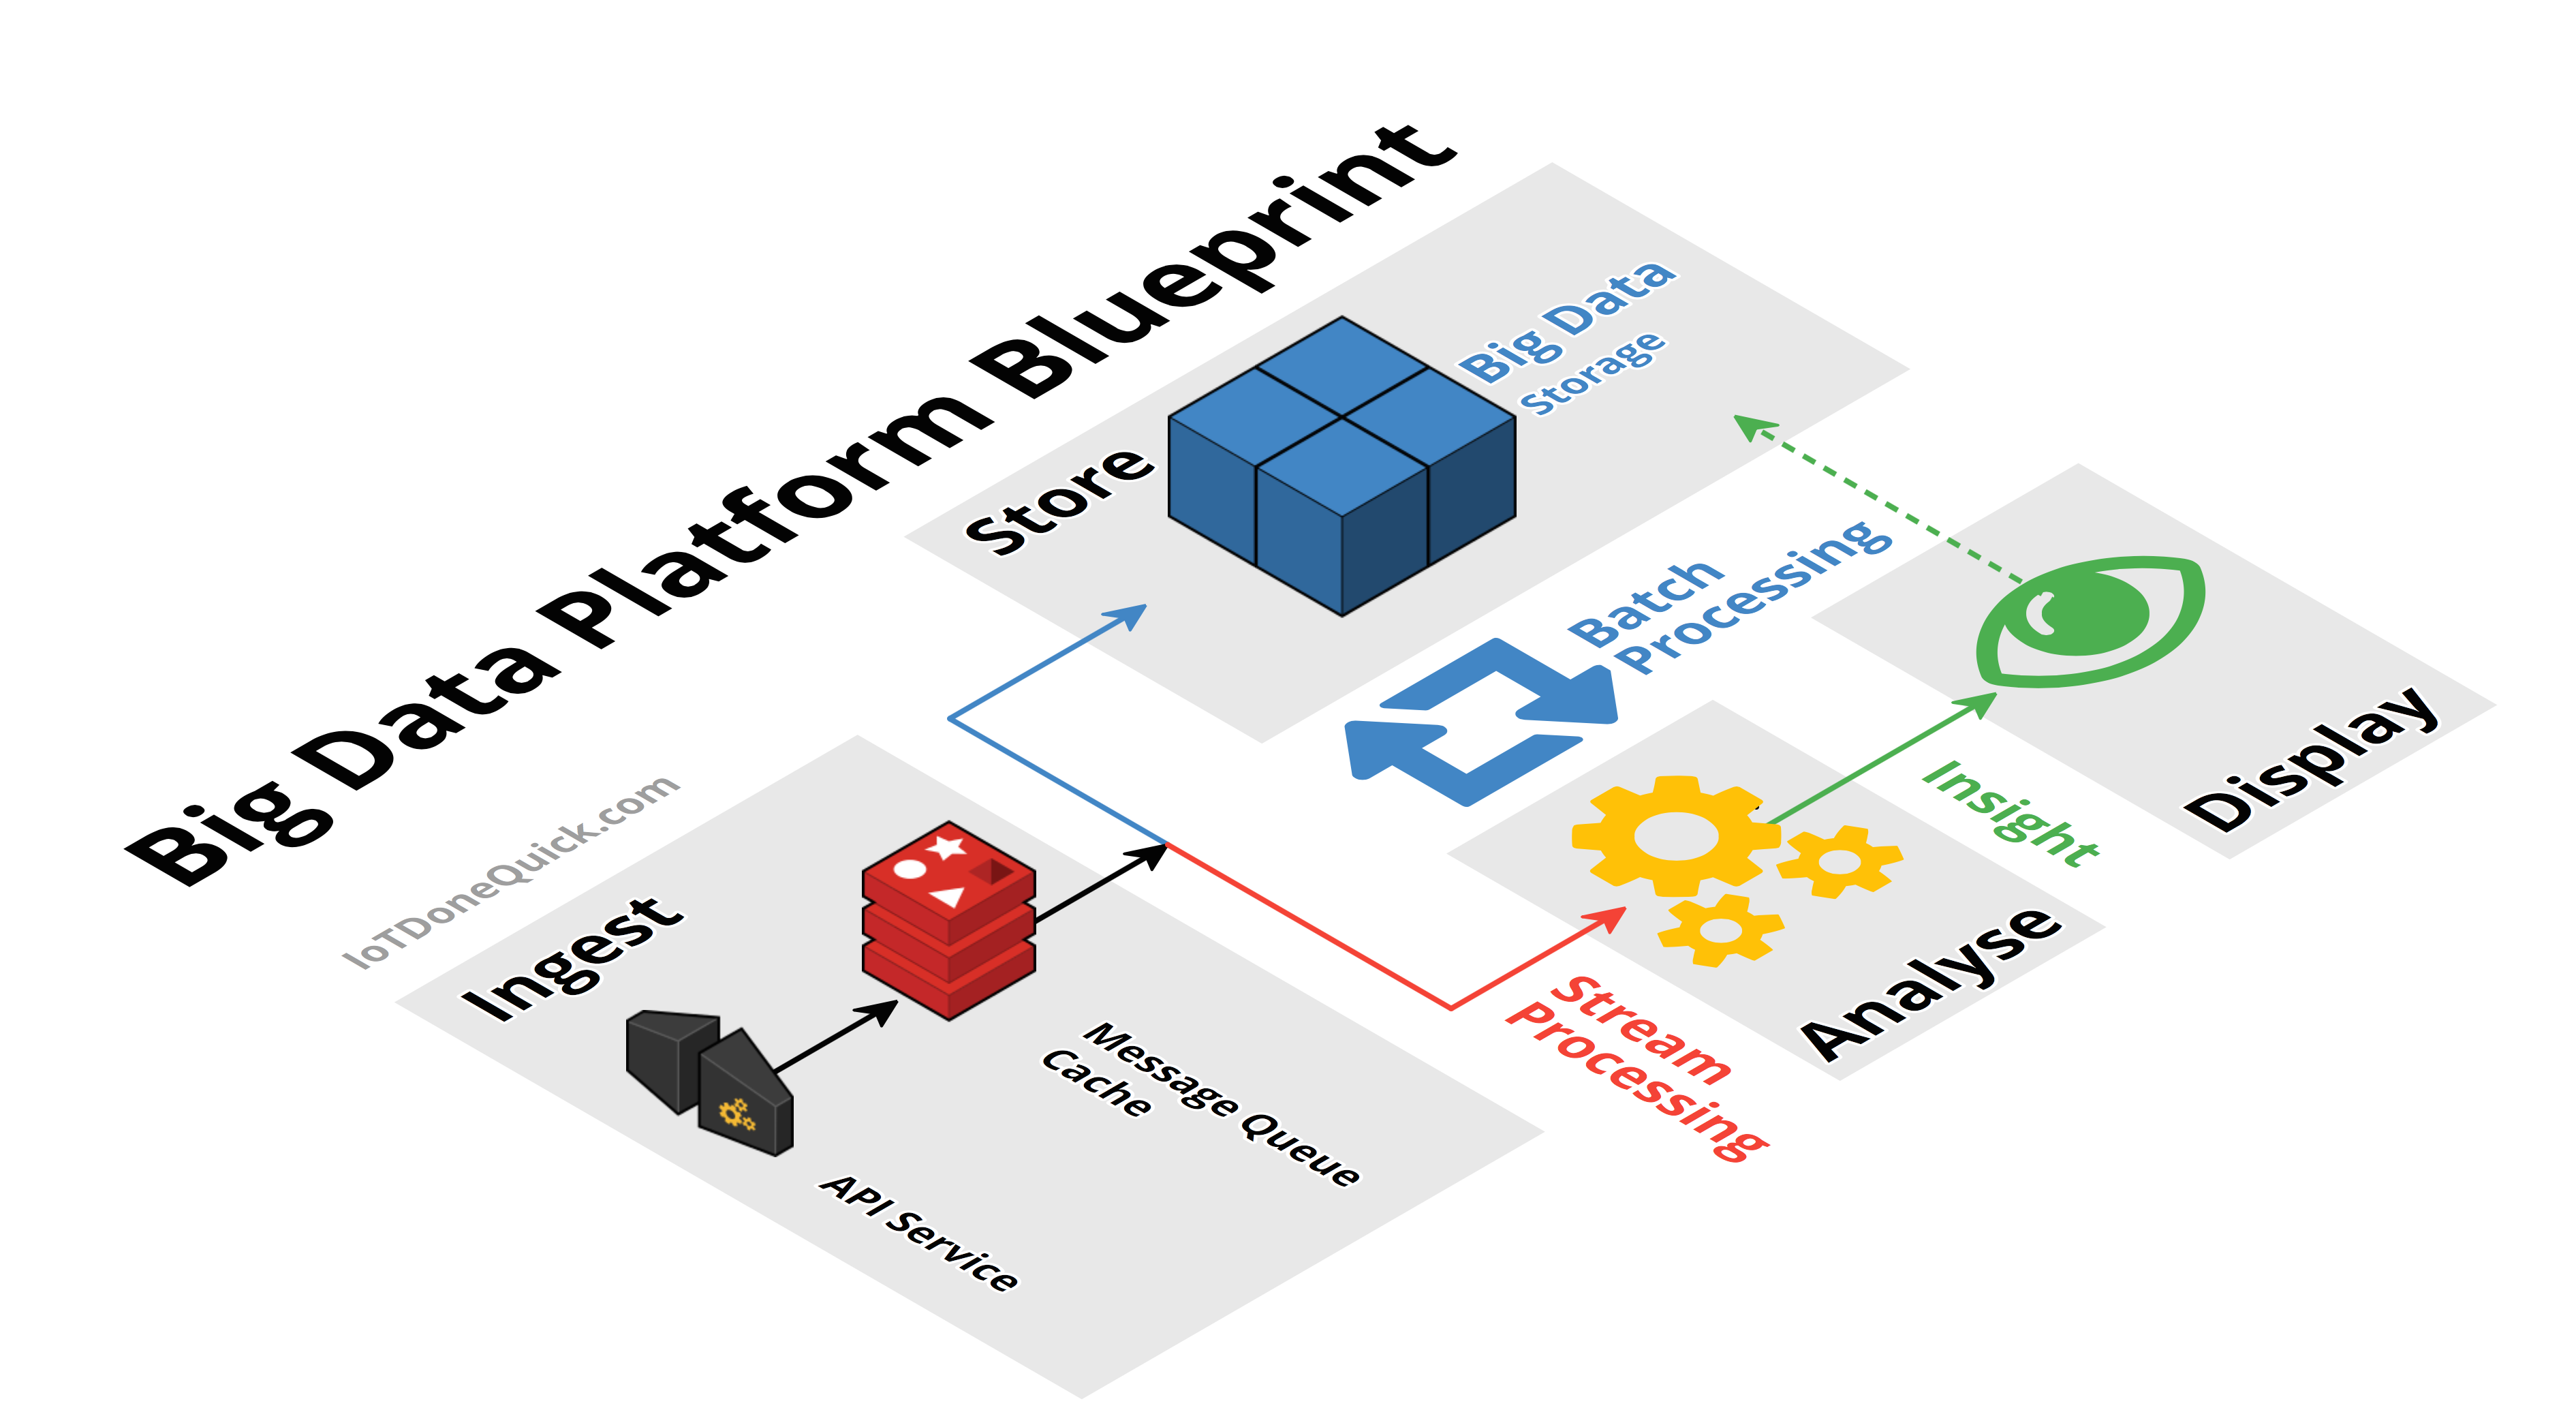 Big Data Platform Blueprint
IoTDoneQuick.com
Store
Big Data
Storage
Batch
Processing
Ingest
Message Queue
Cache
API Service
Stream
Processing
Analyse
Insight
Display